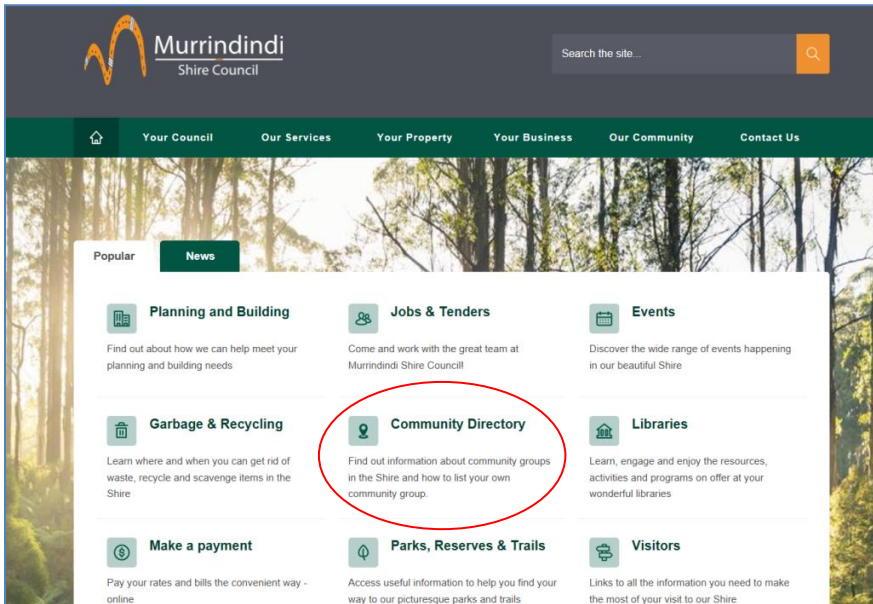 Murrindindi
Shire Council
Search the site...
Your Council Our Services Your Property Your Business Our Community Contact Us
Popular News
Planning and Building
Find out about how we can help meet your
planning and building needs
Jobs & Tenders
Come and work with the great team at
Murrindindi Shire Council!
Events
Discover the wide range of events happening
in our beautiful Shire
Garbage & Recycling
Learn where and when you can get rid of
waste, recycle and scavenge items in the
Shire
Community Directory
Find out information about community groups
in the Shire and how to list your own
community group.
Libraries
Learn, engage and enjoy the resources,
activities and programs on offer at your
wonderful libraries
Make a payment
Pay your rates and bills the convenient way -
online
Parks, Reserves & Trails
Access useful information to help you find your
way to our picturesque parks and trails
Visitors
Links to all the information you need to make
the most of your visit to our Shire